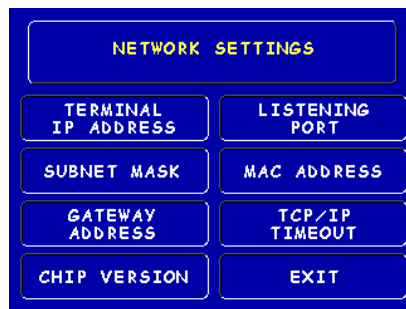 NETWORK SETTINGS
TERMINAL
IP ADDRESS
LISTENING
PORT
SUBNET MASK
MAC ADDRESS
GATEWAY
ADDRESS
TCP/IP
TIMEOUT
CHIP VERSION
EXIT